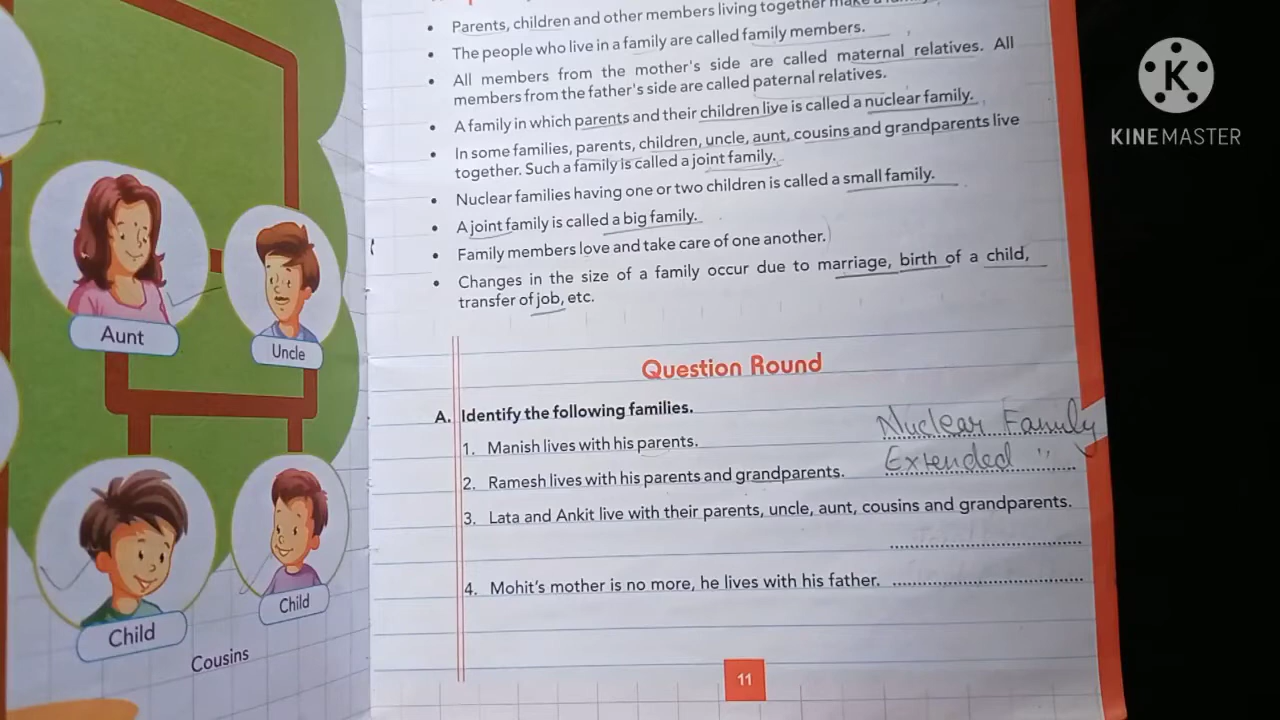 Parents, children and other members living together make a family.
• The people who live in a family are called family members.
• All members from the mother's side are called maternal relatives. All
members from the father's side are called paternal relatives.
• A family in which parents and their children live is called a nuclear family.
• In some families, parents, children, uncle, aunt, cousins and grandparents live
together. Such a family is called a joint family.
• Nuclear families having one or two children is called a small family.
• A joint family is called a big family.
• Family members love and take care of one another.
• Changes in the size of a family occur due to marriage, birth of a child,
transfer of job, etc.
Question Round
A. Identify the following families.
1. Manish lives with his parents. Nuclear Family
2. Ramesh lives with his parents and grandparents. Extended "
3. Lata and Ankit live with their parents, uncle, aunt, cousins and grandparents.
4. Mohit's mother is no more, he lives with his father.
11
Aunt
Uncle
Child
Child
Cousins
K
KINEMASTER